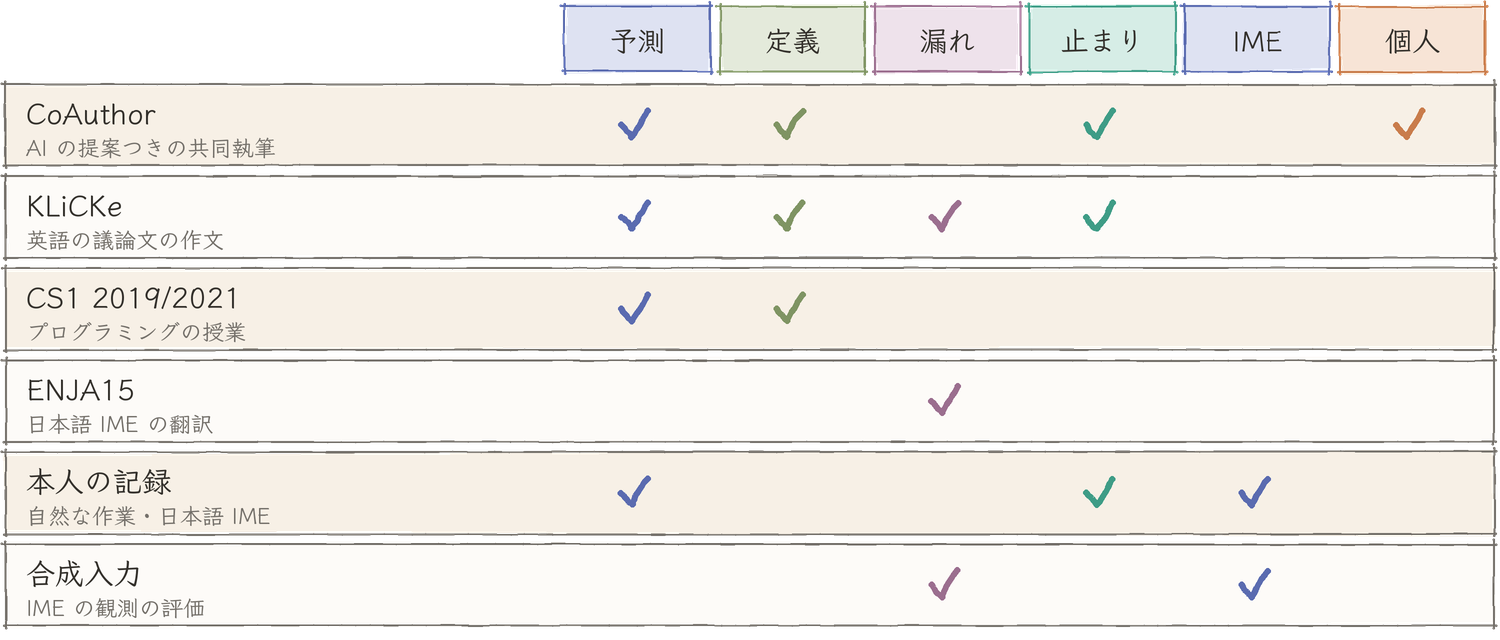 予測 定義 漏れ 止まり IME 個人
CoAuthor
AI の提案つきの共同執筆
KLiCKe
英語の議論文の作文
CS1 2019/2021
プログラミングの授業
ENJA15
日本語 IME の翻訳
本人の記録
自然な作業・日本語 IME
合成入力
IME の観測の評価